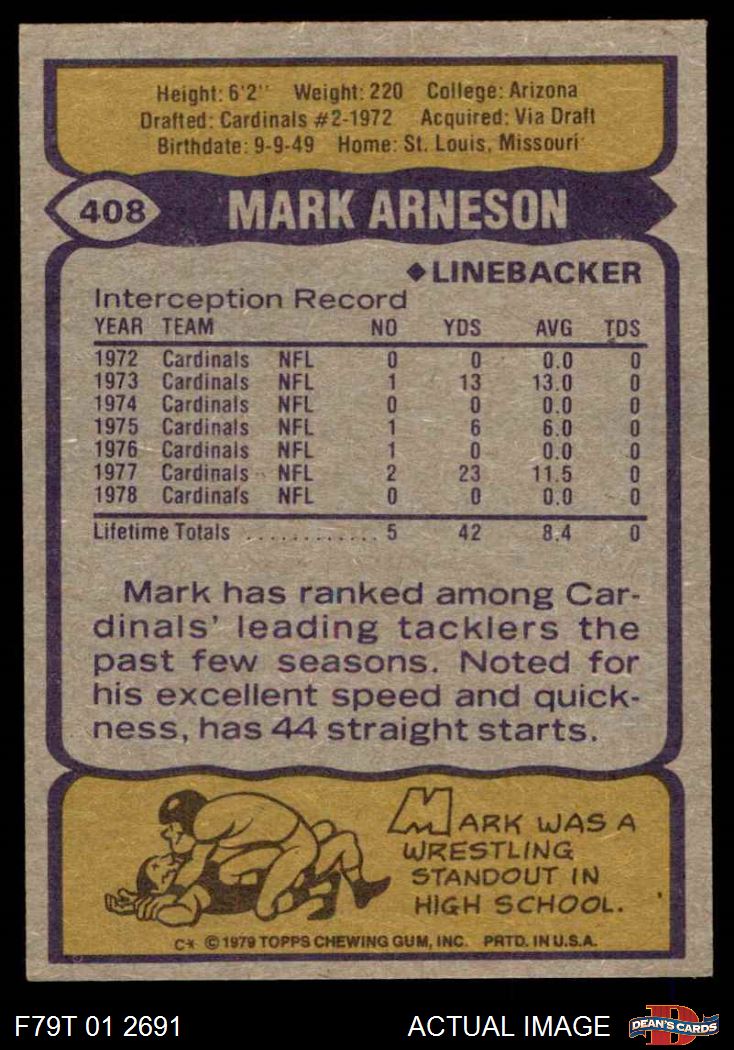 Height: 6'2" Weight: 220 College: Arizona
Drafted: Cardinals #2-1972 Acquired: Via Draft
Birthdate: 9-9-49 Home: St. Louis, Missouri
408 MARK ARNESON
◆LINEBACKER
Interception Record
YEAR TEAM NO YDS AVG TDS
1972 Cardinals NFL 0 0 0.0 0
1973 Cardinals NFL 1 13 13.0 0
1974 Cardinals NFL 0 0 0.0 0
1975 Cardinals NFL 1 6 6.0 0
1976 Cardinals NFL 1 0 0.0 0
1977 Cardinals NFL 2 23 11.5 0
1978 Cardinals NFL 0 0 0.0 0
Lifetime Totals ............ 5 42 8.4 0
Mark has ranked among Car-
dinals' leading tacklers the
past few seasons. Noted for
his excellent speed and quick-
ness, has 44 straight starts.
MARK WAS A
WRESTLING
STANDOUT IN
HIGH SCHOOL.
C* © 1979 TOPPS CHEWING GUM, INC. PRTD. IN U.S.A.
F79T 01 2691 ACTUAL IMAGE D DEAN'S CARDS